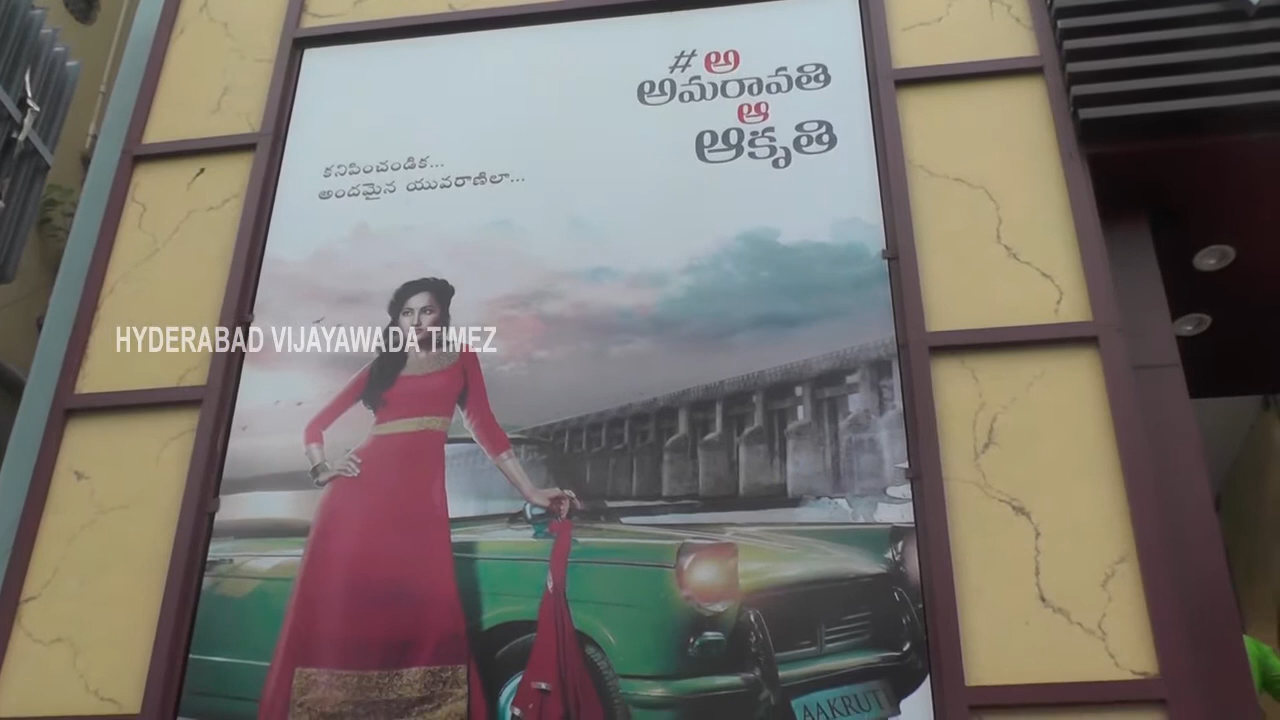 # అ
అమరావతి
ఆ
ఆకృతి
కనిపించండిక...
అందమైన యువరాణిలా...
HYDERABAD VIJAYAWADA TIMEZ
AAKRUTI